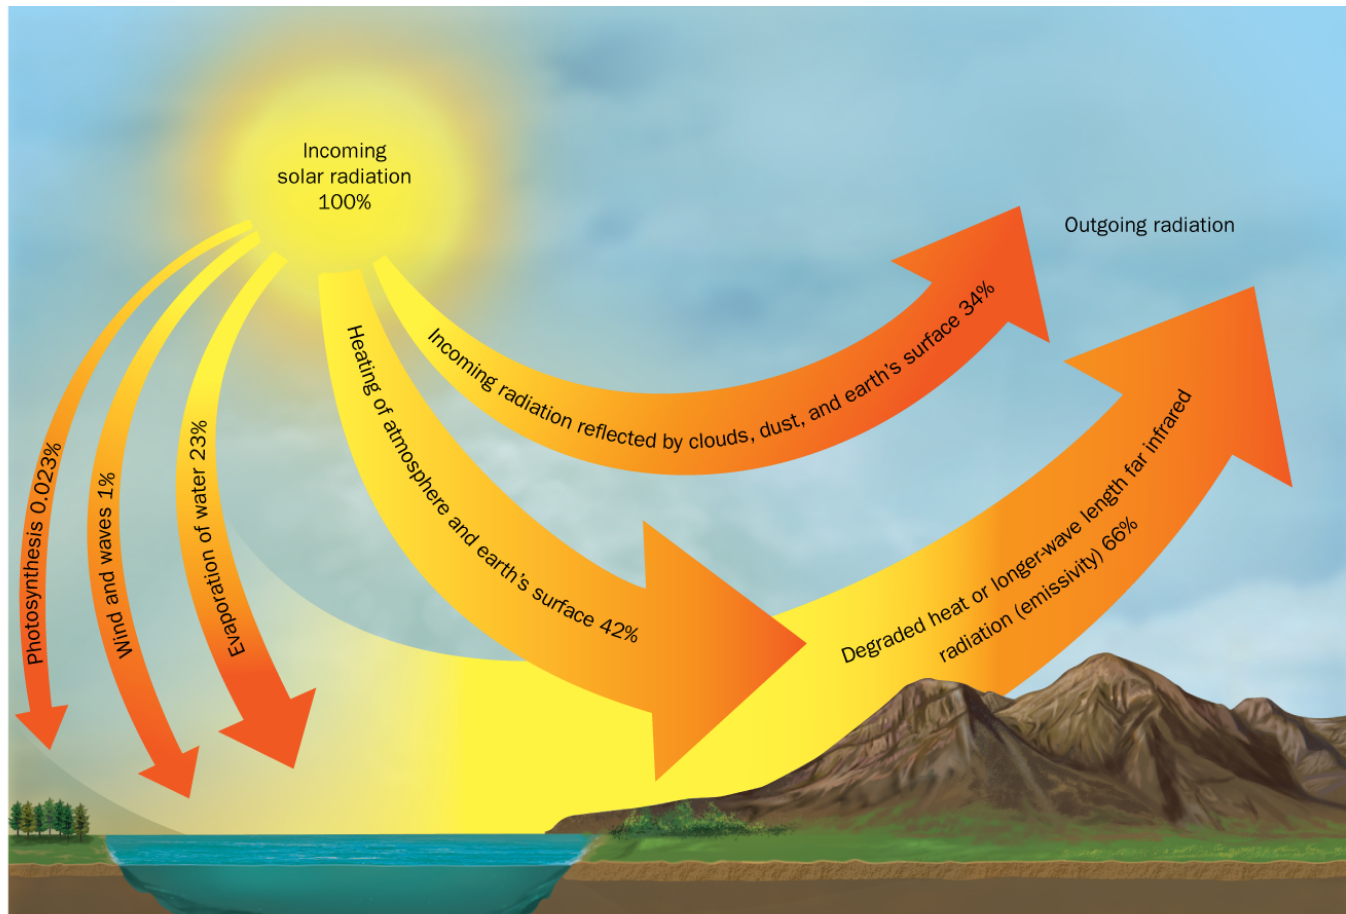 Incoming
solar radiation
100%
Outgoing radiation
Incoming radiation reflected by clouds, dust, and earth's surface 34%
Heating of atmosphere and earth's surface 42%
Evaporation of water 23%
Wind and waves 1%
Photosynthesis 0.023%
Degraded heat or longer-wave length far infrared
radiation (emissivity) 66%